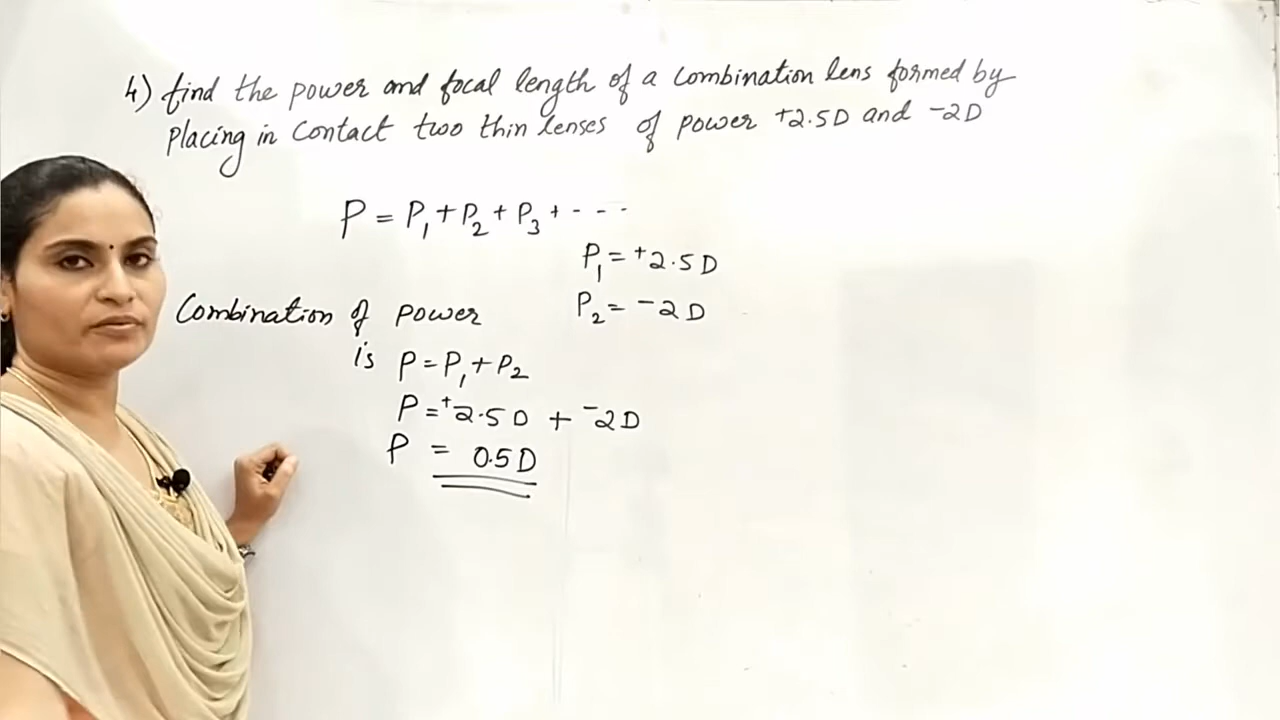 4) find the power and focal length of a combination lens formed by
placing in contact two thin lenses of power +2.5D and -2D
P = P₁ + P₂ + P₃ + - - -
P₁ = +2.5D
P₂ = -2D
Combination of power
is P = P₁ + P₂
P = +2.5D + -2D
P = 0.5D